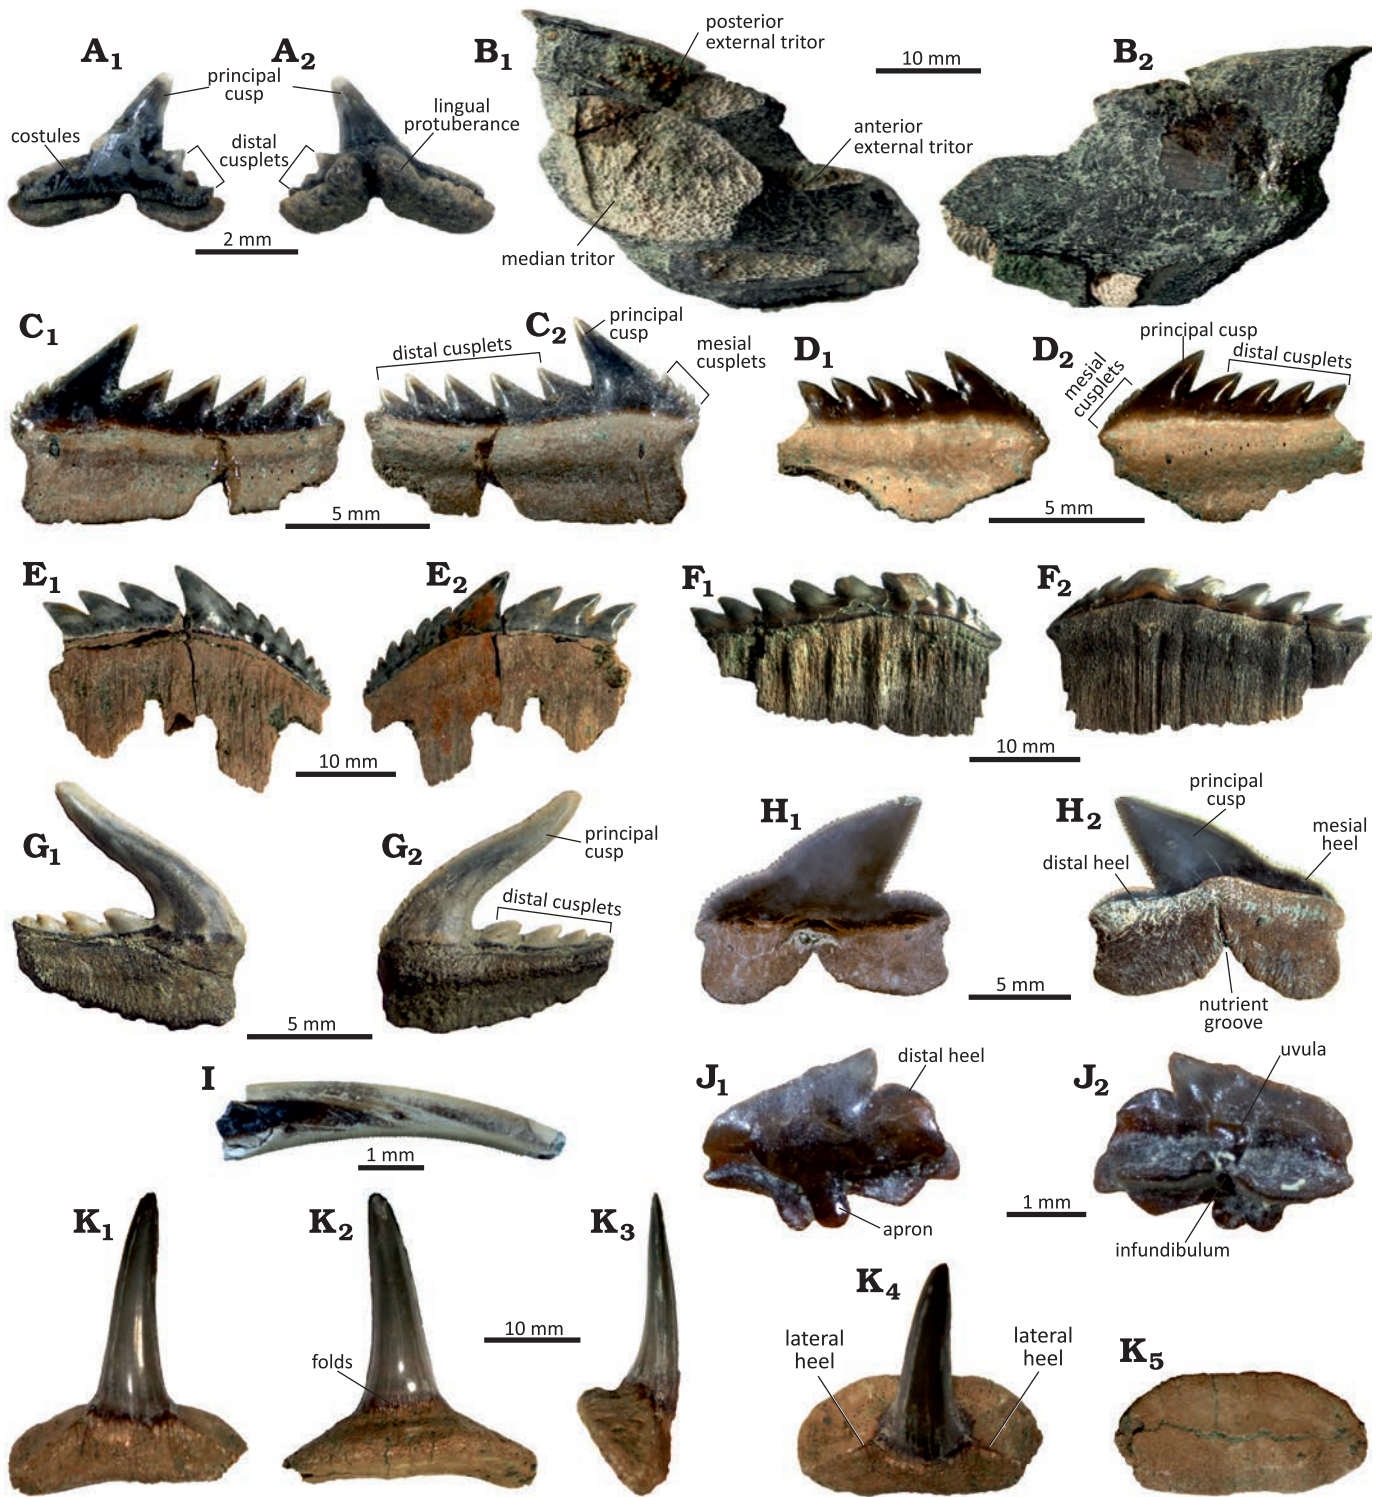 A1
A2
principal
cusp
costules
distal
cusplets
lingual
protuberance
2 mm
B1
posterior
external tritor
10 mm
B2
anterior
external tritor
median tritor
C1
C2
distal cusplets
principal
cusp
mesial
cusplets
5 mm
D1
D2
principal cusp
mesial
cusplets
distal cusplets
5 mm
E1
E2
10 mm
F1
F2
10 mm
G1
G2
principal
cusp
distal cusplets
5 mm
H1
H2
principal
cusp
distal heel
mesial
heel
5 mm
nutrient
groove
I
1 mm
J1
distal heel
J2
uvula
apron
1 mm
infundibulum
K1
K2
K3
folds
10 mm
K4
lateral
heel
lateral
heel
K5